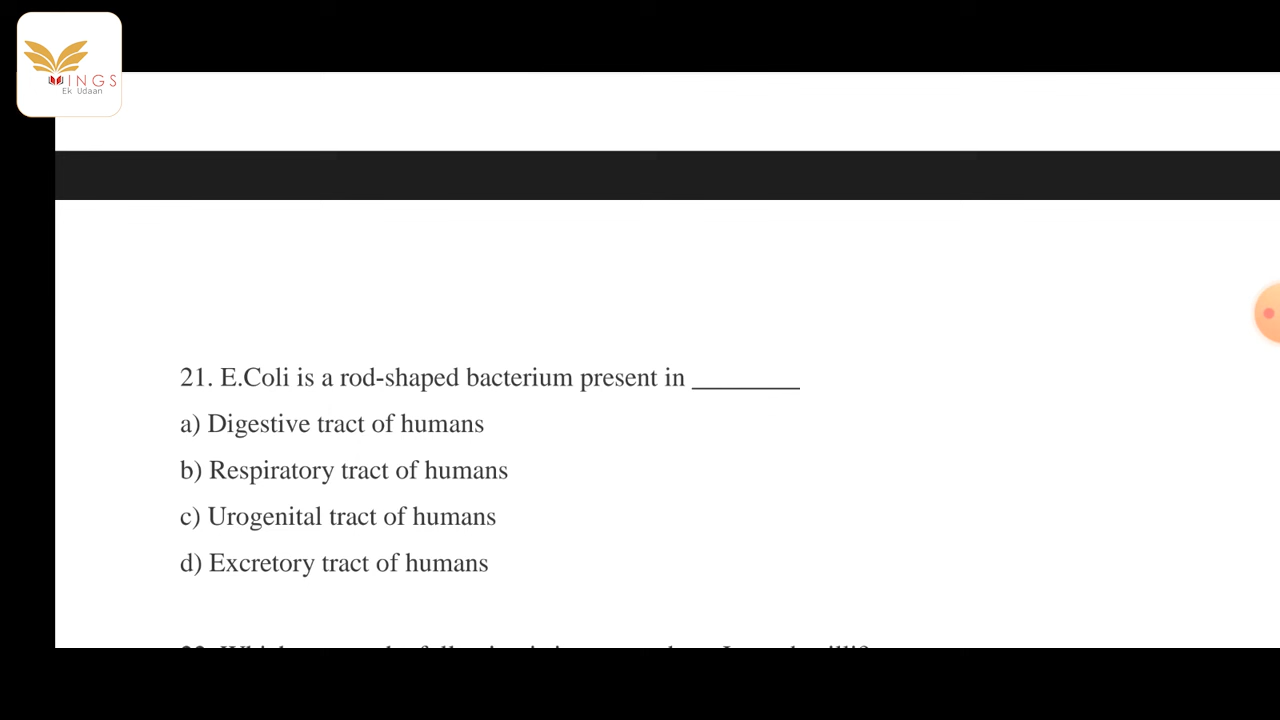 WINGS
Ek Udaan
21. E.Coli is a rod-shaped bacterium present in ________
a) Digestive tract of humans
b) Respiratory tract of humans
c) Urogenital tract of humans
d) Excretory tract of humans